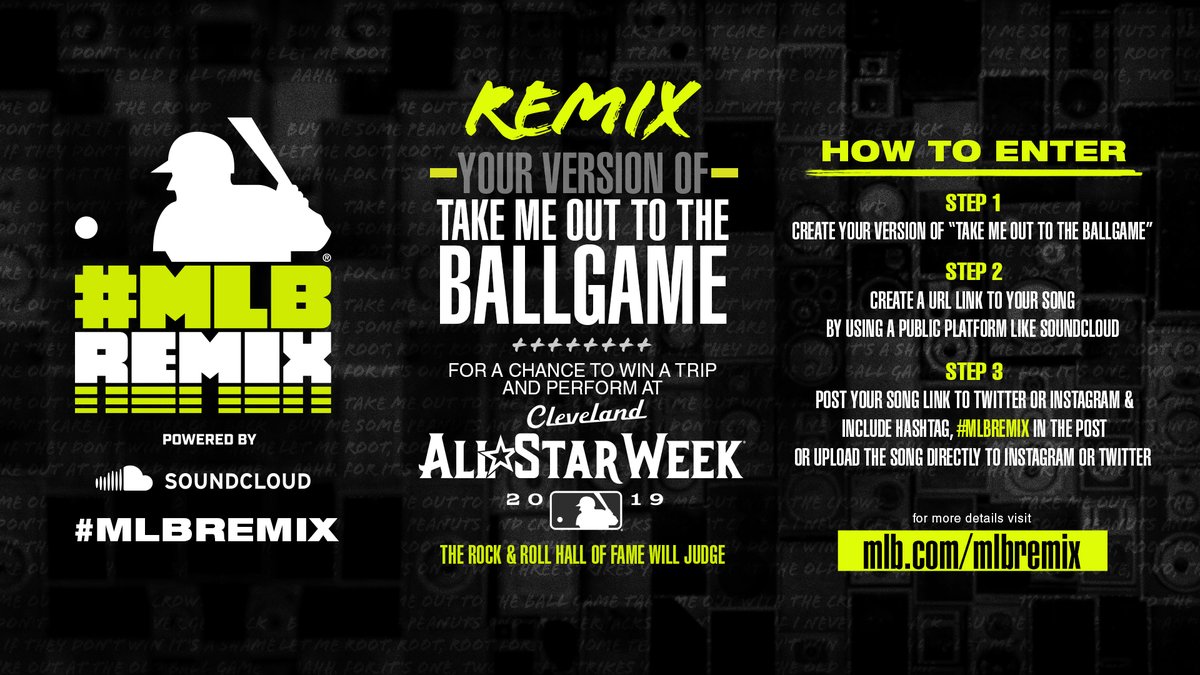 #MLB
REMIX
POWERED BY
SOUNDCLOUD
#MLBREMIX
REMIX
YOUR VERSION OF
TAKE ME OUT TO THE
BALLGAME
FOR A CHANCE TO WIN A TRIP
AND PERFORM AT
Cleveland
ALL STAR WEEK
2019
THE ROCK & ROLL HALL OF FAME WILL JUDGE
HOW TO ENTER
STEP 1
CREATE YOUR VERSION OF “TAKE ME OUT TO THE BALLGAME”
STEP 2
CREATE A URL LINK TO YOUR SONG
BY USING A PUBLIC PLATFORM LIKE SOUNDCLOUD
STEP 3
POST YOUR SONG LINK TO TWITTER OR INSTAGRAM &
INCLUDE HASHTAG, #MLBREMIX IN THE POST
OR UPLOAD THE SONG DIRECTLY TO INSTAGRAM OR TWITTER
for more details visit
mlb.com/mlbremix